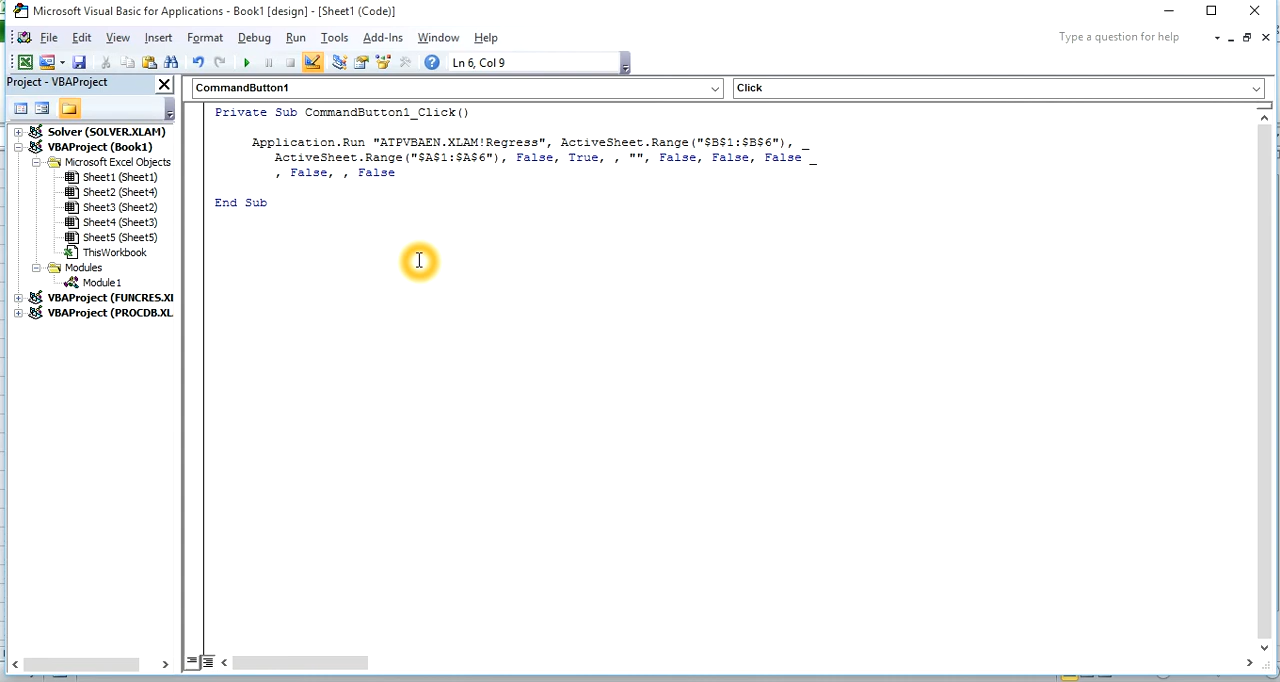 Microsoft Visual Basic for Applications - Book1 [design] - [Sheet1 (Code)]
File Edit View Insert Format Debug Run Tools Add-Ins Window Help
Type a question for help
Ln 6, Col 9
Project - VBAProject
CommandButton1
Click
Solver (SOLVER.XLAM)
VBAProject (Book1)
Microsoft Excel Objects
Sheet1 (Sheet1)
Sheet2 (Sheet4)
Sheet3 (Sheet2)
Sheet4 (Sheet3)
Sheet5 (Sheet5)
ThisWorkbook
Modules
Module1
VBAProject (FUNCRES.XI
VBAProject (PROCDB.XL
Private Sub CommandButton1_Click()
Application.Run "ATPVBAEN.XLAM!Regress", ActiveSheet.Range("$B$1:$B$6"), _
ActiveSheet.Range("$A$1:$A$6"), False, True, , "", False, False, False _
, False, , False
End Sub